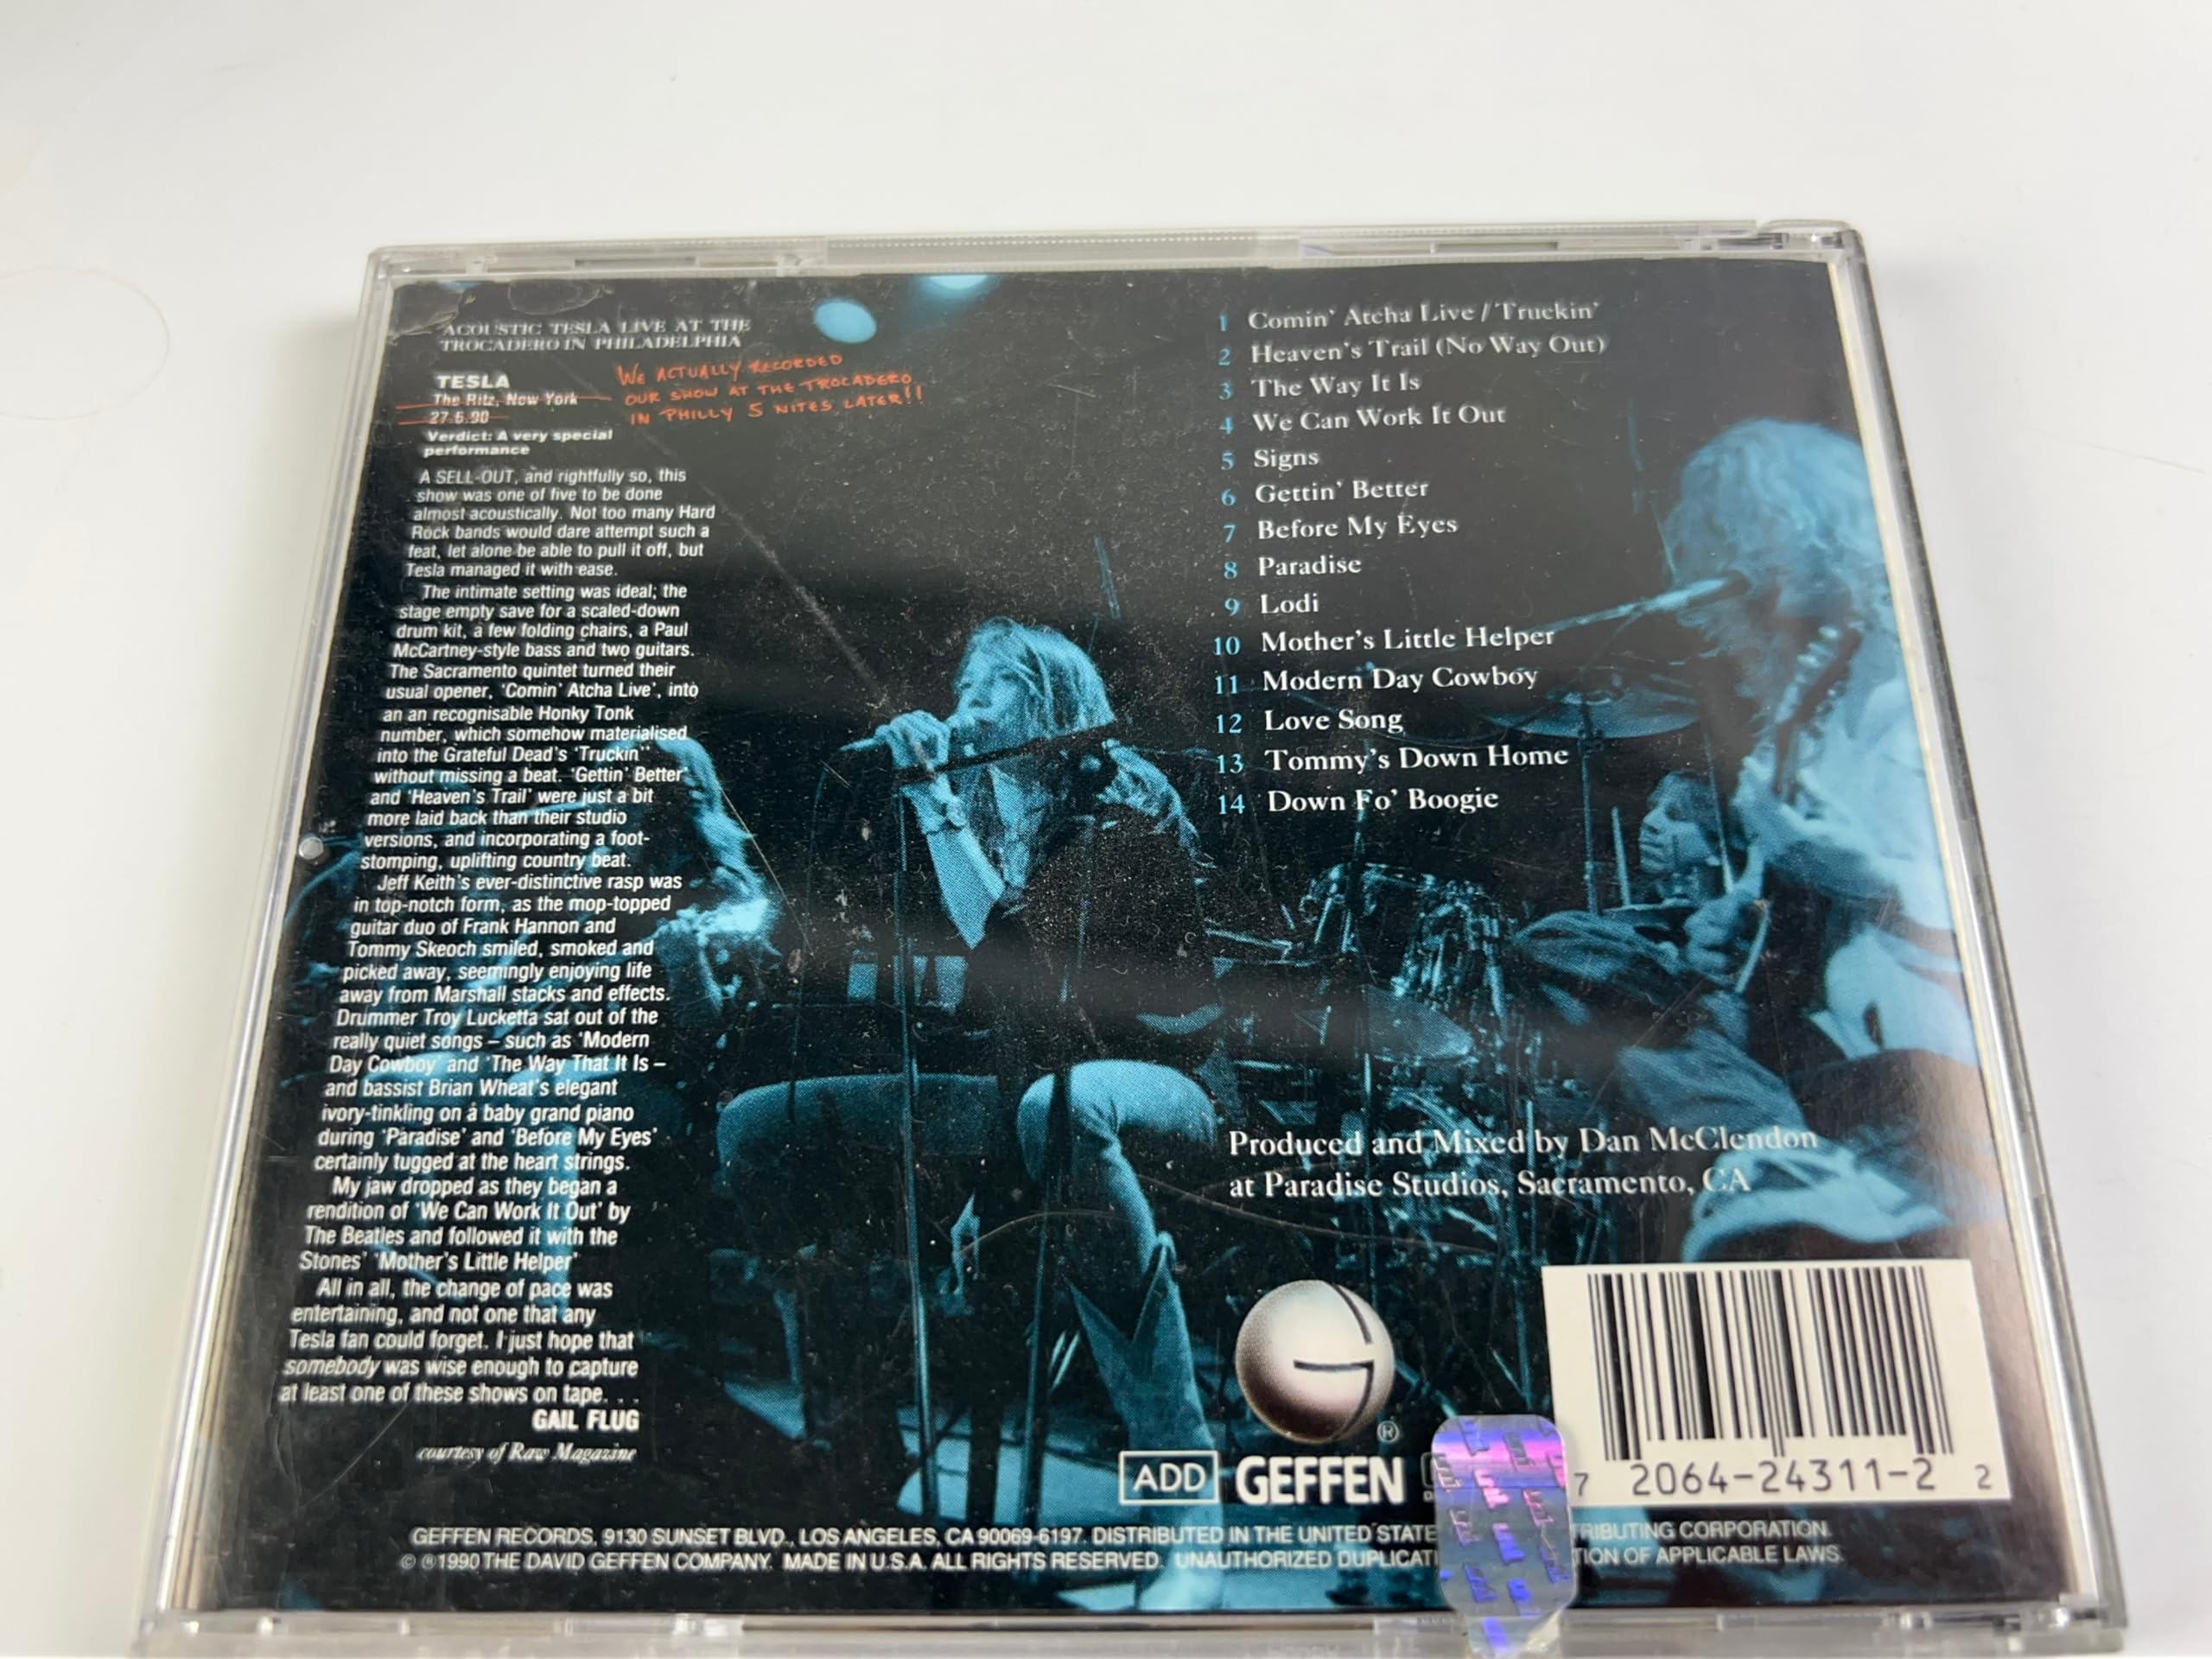 ACOUSTIC TESLA LIVE AT THE
TROCADERO IN PHILADELPHIA
TESLA
The Ritz, New York
27.6.90
Verdict: A very special
performance
WE ACTUALLY RECORDED
OUR SHOW AT THE TROCADERO
IN PHILLY 5 NITES LATER!!
A SELL-OUT, and rightfully so, this
show was one of five to be done
almost acoustically. Not too many Hard
Rock bands would dare attempt such a
feat, let alone be able to pull it off, but
Tesla managed it with ease.
The intimate setting was ideal; the
stage empty save for a scaled-down
drum kit, a few folding chairs, a Paul
McCartney-style bass and two guitars.
The Sacramento quintet turned their
usual opener, 'Comin' Atcha Live', into
an an recognisable Honky Tonk
number, which somehow materialised
into the Grateful Dead's 'Truckin''
without missing a beat. 'Gettin' Better'
and 'Heaven's Trail' were just a bit
more laid back than their studio
versions, and incorporating a foot-
stomping, uplifting country beat.
Jeff Keith's ever-distinctive rasp was
in top-notch form, as the mop-topped
guitar duo of Frank Hannon and
Tommy Skeoch smiled, smoked and
picked away, seemingly enjoying life
away from Marshall stacks and effects.
Drummer Troy Lucketta sat out of the
really quiet songs – such as 'Modern
Day Cowboy' and 'The Way That It Is –
and bassist Brian Wheat's elegant
ivory-tinkling on a baby grand piano
during 'Paradise' and 'Before My Eyes'
certainly tugged at the heart strings.
My jaw dropped as they began a
rendition of 'We Can Work It Out' by
The Beatles and followed it with the
Stones' 'Mother's Little Helper'
All in all, the change of pace was
entertaining, and not one that any
Tesla fan could forget. I just hope that
somebody was wise enough to capture
at least one of these shows on tape. . .
GAIL FLUG
courtesy of Raw Magazine
1 Comin' Atcha Live / Truckin'
2 Heaven's Trail (No Way Out)
3 The Way It Is
4 We Can Work It Out
5 Signs
6 Gettin' Better
7 Before My Eyes
8 Paradise
9 Lodi
10 Mother's Little Helper
11 Modern Day Cowboy
12 Love Song
13 Tommy's Down Home
14 Down Fo' Boogie
Produced and Mixed by Dan McClendon
at Paradise Studios, Sacramento, CA
®
ADD GEFFEN
7 2064-24311-2 2
GEFFEN RECORDS, 9130 SUNSET BLVD., LOS ANGELES, CA 90069-6197. DISTRIBUTED IN THE UNITED STATE TRIBUTING CORPORATION.
© ℗ 1990 THE DAVID GEFFEN COMPANY. MADE IN U.S.A. ALL RIGHTS RESERVED. UNAUTHORIZED DUPLICATI TION OF APPLICABLE LAWS.